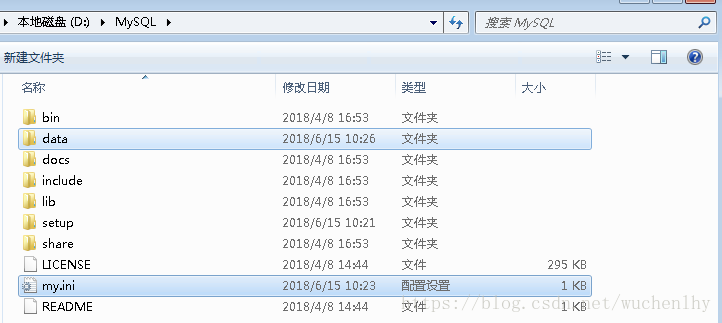 本地磁盘 (D:) ▸ MySQL ▸ 搜索 MySQL
新建文件夹
名称 修改日期 类型 大小
bin 2018/4/8 16:53 文件夹
data 2018/6/15 10:26 文件夹
docs 2018/4/8 16:53 文件夹
include 2018/4/8 16:53 文件夹
lib 2018/4/8 16:53 文件夹
setup 2018/6/15 10:21 文件夹
share 2018/4/8 16:53 文件夹
LICENSE 2018/4/8 14:44 文件 295 KB
my.ini 2018/6/15 10:23 配置设置 1 KB
README 2018/4/8 14:44 文件 1 KB
https://blog.csdn.net/wuchenlhy